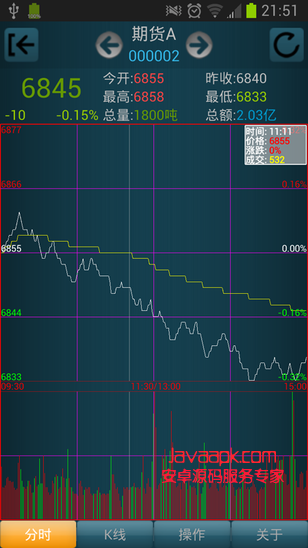 21:51
期货A
000002
6845
今开:6855
昨收:6840
最高:6858
最低:6833
-10
-0.15%
总量:1800吨
总额:2.03亿
6877
时间: 11:11
价格: 6855
涨跌: 0%
成交: 532
6866
0.16%
6855
0.00%
6844
-0.16%
6833
-0.32%
09:30
11:30/13:00
15:00
Javaapk.com
安卓源码服务专家
分时
K线
操作
关于